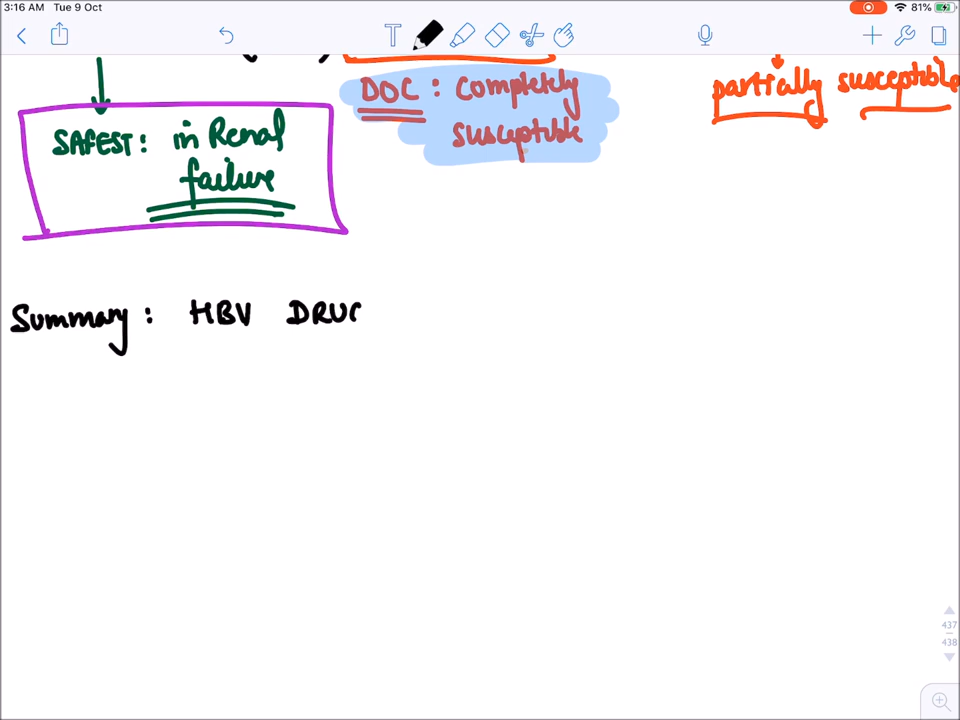 3:16 AM Tue 9 Oct 81%
T
DOC : Completely
susceptible
partially susceptible
SAFEST : in Renal
failure
Summary : HBV DRUG
437
438